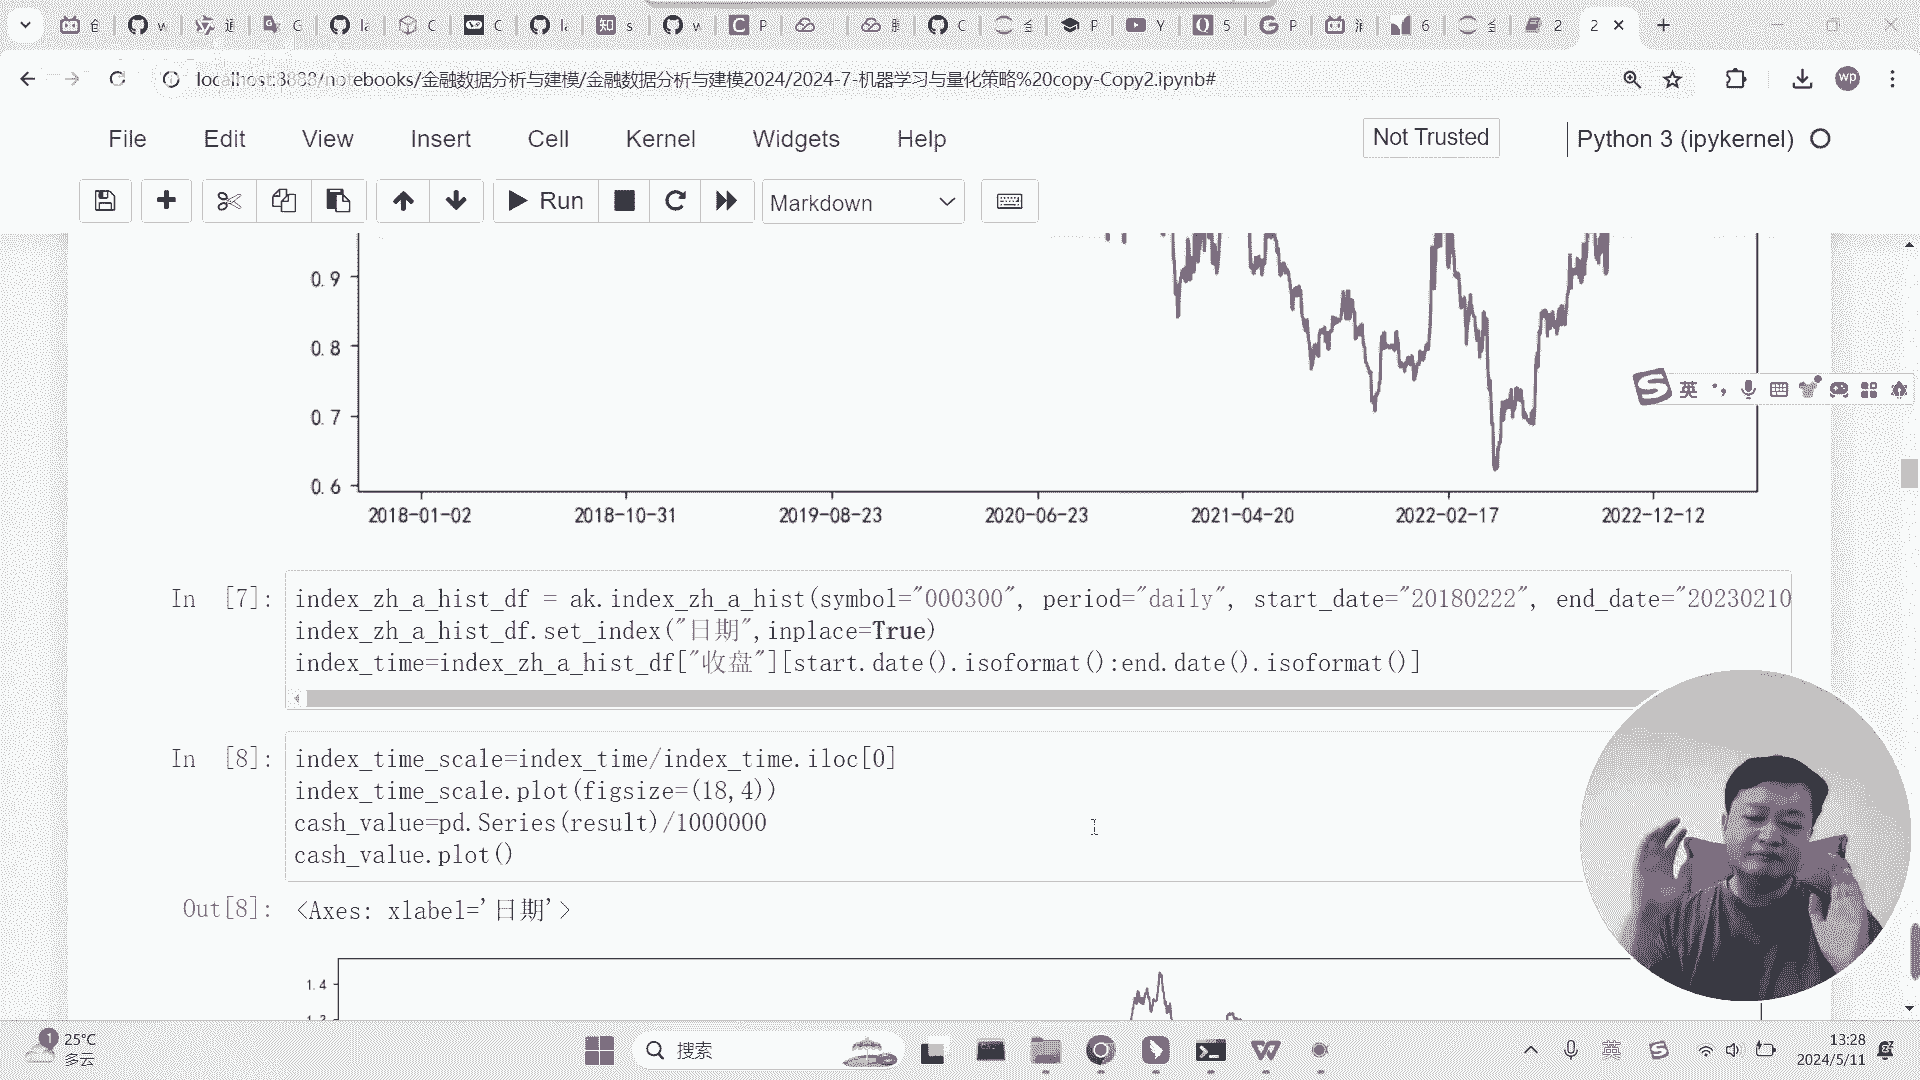 localhost:8888/notebooks/金融数据分析与建模/金融数据分析与建模2024/2024-7-机器学习与量化策略%20copy-Copy2.ipynb#
wp
File Edit View Insert Cell Kernel Widgets Help
Not Trusted
Python 3 (ipykernel)
Run
Markdown
0.9
0.8
0.7
0.6
2018-01-02 2018-10-31 2019-08-23 2020-06-23 2021-04-20 2022-02-17 2022-12-12
英
In [7]:
index_zh_a_hist_df = ak.index_zh_a_hist(symbol="000300", period="daily", start_date="20180222", end_date="20230210
index_zh_a_hist_df.set_index("日期",inplace=True)
index_time=index_zh_a_hist_df["收盘"][start.date().isoformat():end.date().isoformat()]
In [8]:
index_time_scale=index_time/index_time.iloc[0]
index_time_scale.plot(figsize=(18,4))
cash_value=pd.Series(result)/1000000
cash_value.plot()
Out[8]:
<Axes: xlabel='日期'>
1.4
25°C
多云
搜索
英
13:28
2024/5/11